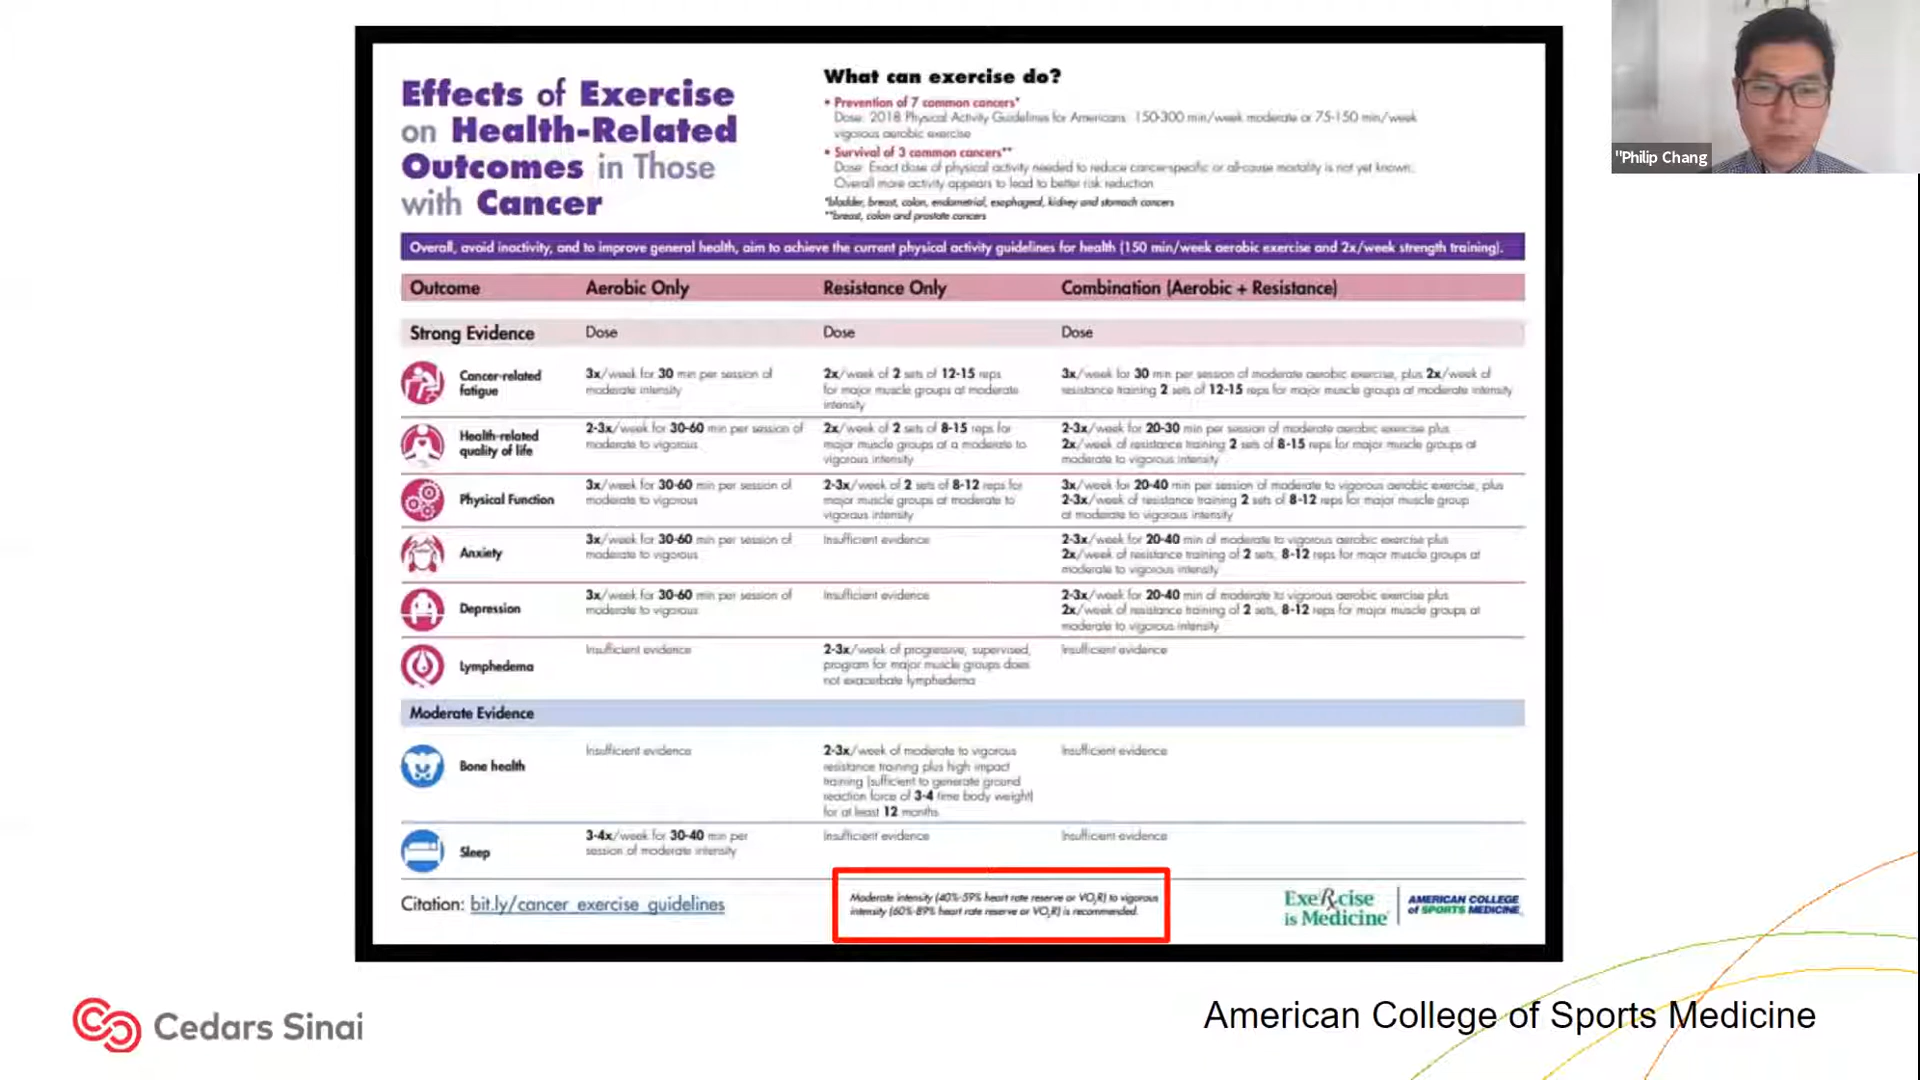 Effects of Exercise
on Health-Related
Outcomes in Those
with Cancer
What can exercise do?
• Prevention of 7 common cancers*
Dose: 2018 Physical Activity Guidelines for Americans: 150-300 min/week moderate or 75-150 min/week
vigorous aerobic exercise
• Survival of 3 common cancers**
Dose: Exact dose of physical activity needed to reduce cancer-specific or all-cause mortality is not yet known;
Overall more activity appears to lead to better risk reduction
*bladder, breast, colon, endometrial, esophageal, kidney and stomach cancers
**breast, colon and prostate cancers
"Philip Chang
Overall, avoid inactivity, and to improve general health, aim to achieve the current physical activity guidelines for health (150 min/week aerobic exercise and 2x/week strength training).
Outcome Aerobic Only Resistance Only Combination (Aerobic + Resistance)
Strong Evidence Dose Dose Dose
Cancer-related
fatigue
3x/week for 30 min per session of
moderate intensity
2x/week of 2 sets of 12-15 reps
for major muscle groups at moderate
intensity
3x/week for 30 min per session of moderate aerobic exercise, plus 2x/week of
resistance training 2 sets of 12-15 reps for major muscle groups at moderate intensity
Health-related
quality of life
2-3x/week for 30-60 min per session of
moderate to vigorous
2x/week of 2 sets of 8-15 reps for
major muscle groups at a moderate to
vigorous intensity
2-3x/week for 20-30 min per session of moderate aerobic exercise plus
2x/week of resistance training 2 sets of 8-15 reps for major muscle groups at
moderate to vigorous intensity
Physical Function
3x/week for 30-60 min per session of
moderate to vigorous
2-3x/week of 2 sets of 8-12 reps for
major muscle groups at moderate to
vigorous intensity
3x/week for 20-40 min per session of moderate to vigorous aerobic exercise, plus
2-3x/week of resistance training 2 sets of 8-12 reps for major muscle group
at moderate to vigorous intensity
Anxiety
3x/week for 30-60 min per session of
moderate to vigorous
Insufficient evidence
2-3x/week for 20-40 min of moderate to vigorous aerobic exercise plus
2x/week of resistance training of 2 sets, 8-12 reps for major muscle groups at
moderate to vigorous intensity
Depression
3x/week for 30-60 min per session of
moderate to vigorous
Insufficient evidence
2-3x/week for 20-40 min of moderate to vigorous aerobic exercise plus
2x/week of resistance training of 2 sets, 8-12 reps for major muscle groups at
moderate to vigorous intensity
Lymphedema
Insufficient evidence
2-3x/week of progressive, supervised,
program for major muscle groups does
not exacerbate lymphedema
Insufficient evidence
Moderate Evidence
Bone health
Insufficient evidence
2-3x/week of moderate to vigorous
resistance training plus high impact
training (sufficient to generate ground
reaction force of 3-4 time body weight)
for at least 12 months
Insufficient evidence
Sleep
3-4x/week for 30-40 min per
session of moderate intensity
Insufficient evidence
Insufficient evidence
Citation: bit.ly/cancer_exercise_guidelines
Moderate intensity (40%-59% heart rate reserve or VO₂R) to vigorous
intensity (60%-89% heart rate reserve or VO₂R) is recommended.
ExeRcise
is Medicine
AMERICAN COLLEGE
of SPORTS MEDICINE
Cedars Sinai
American College of Sports Medicine